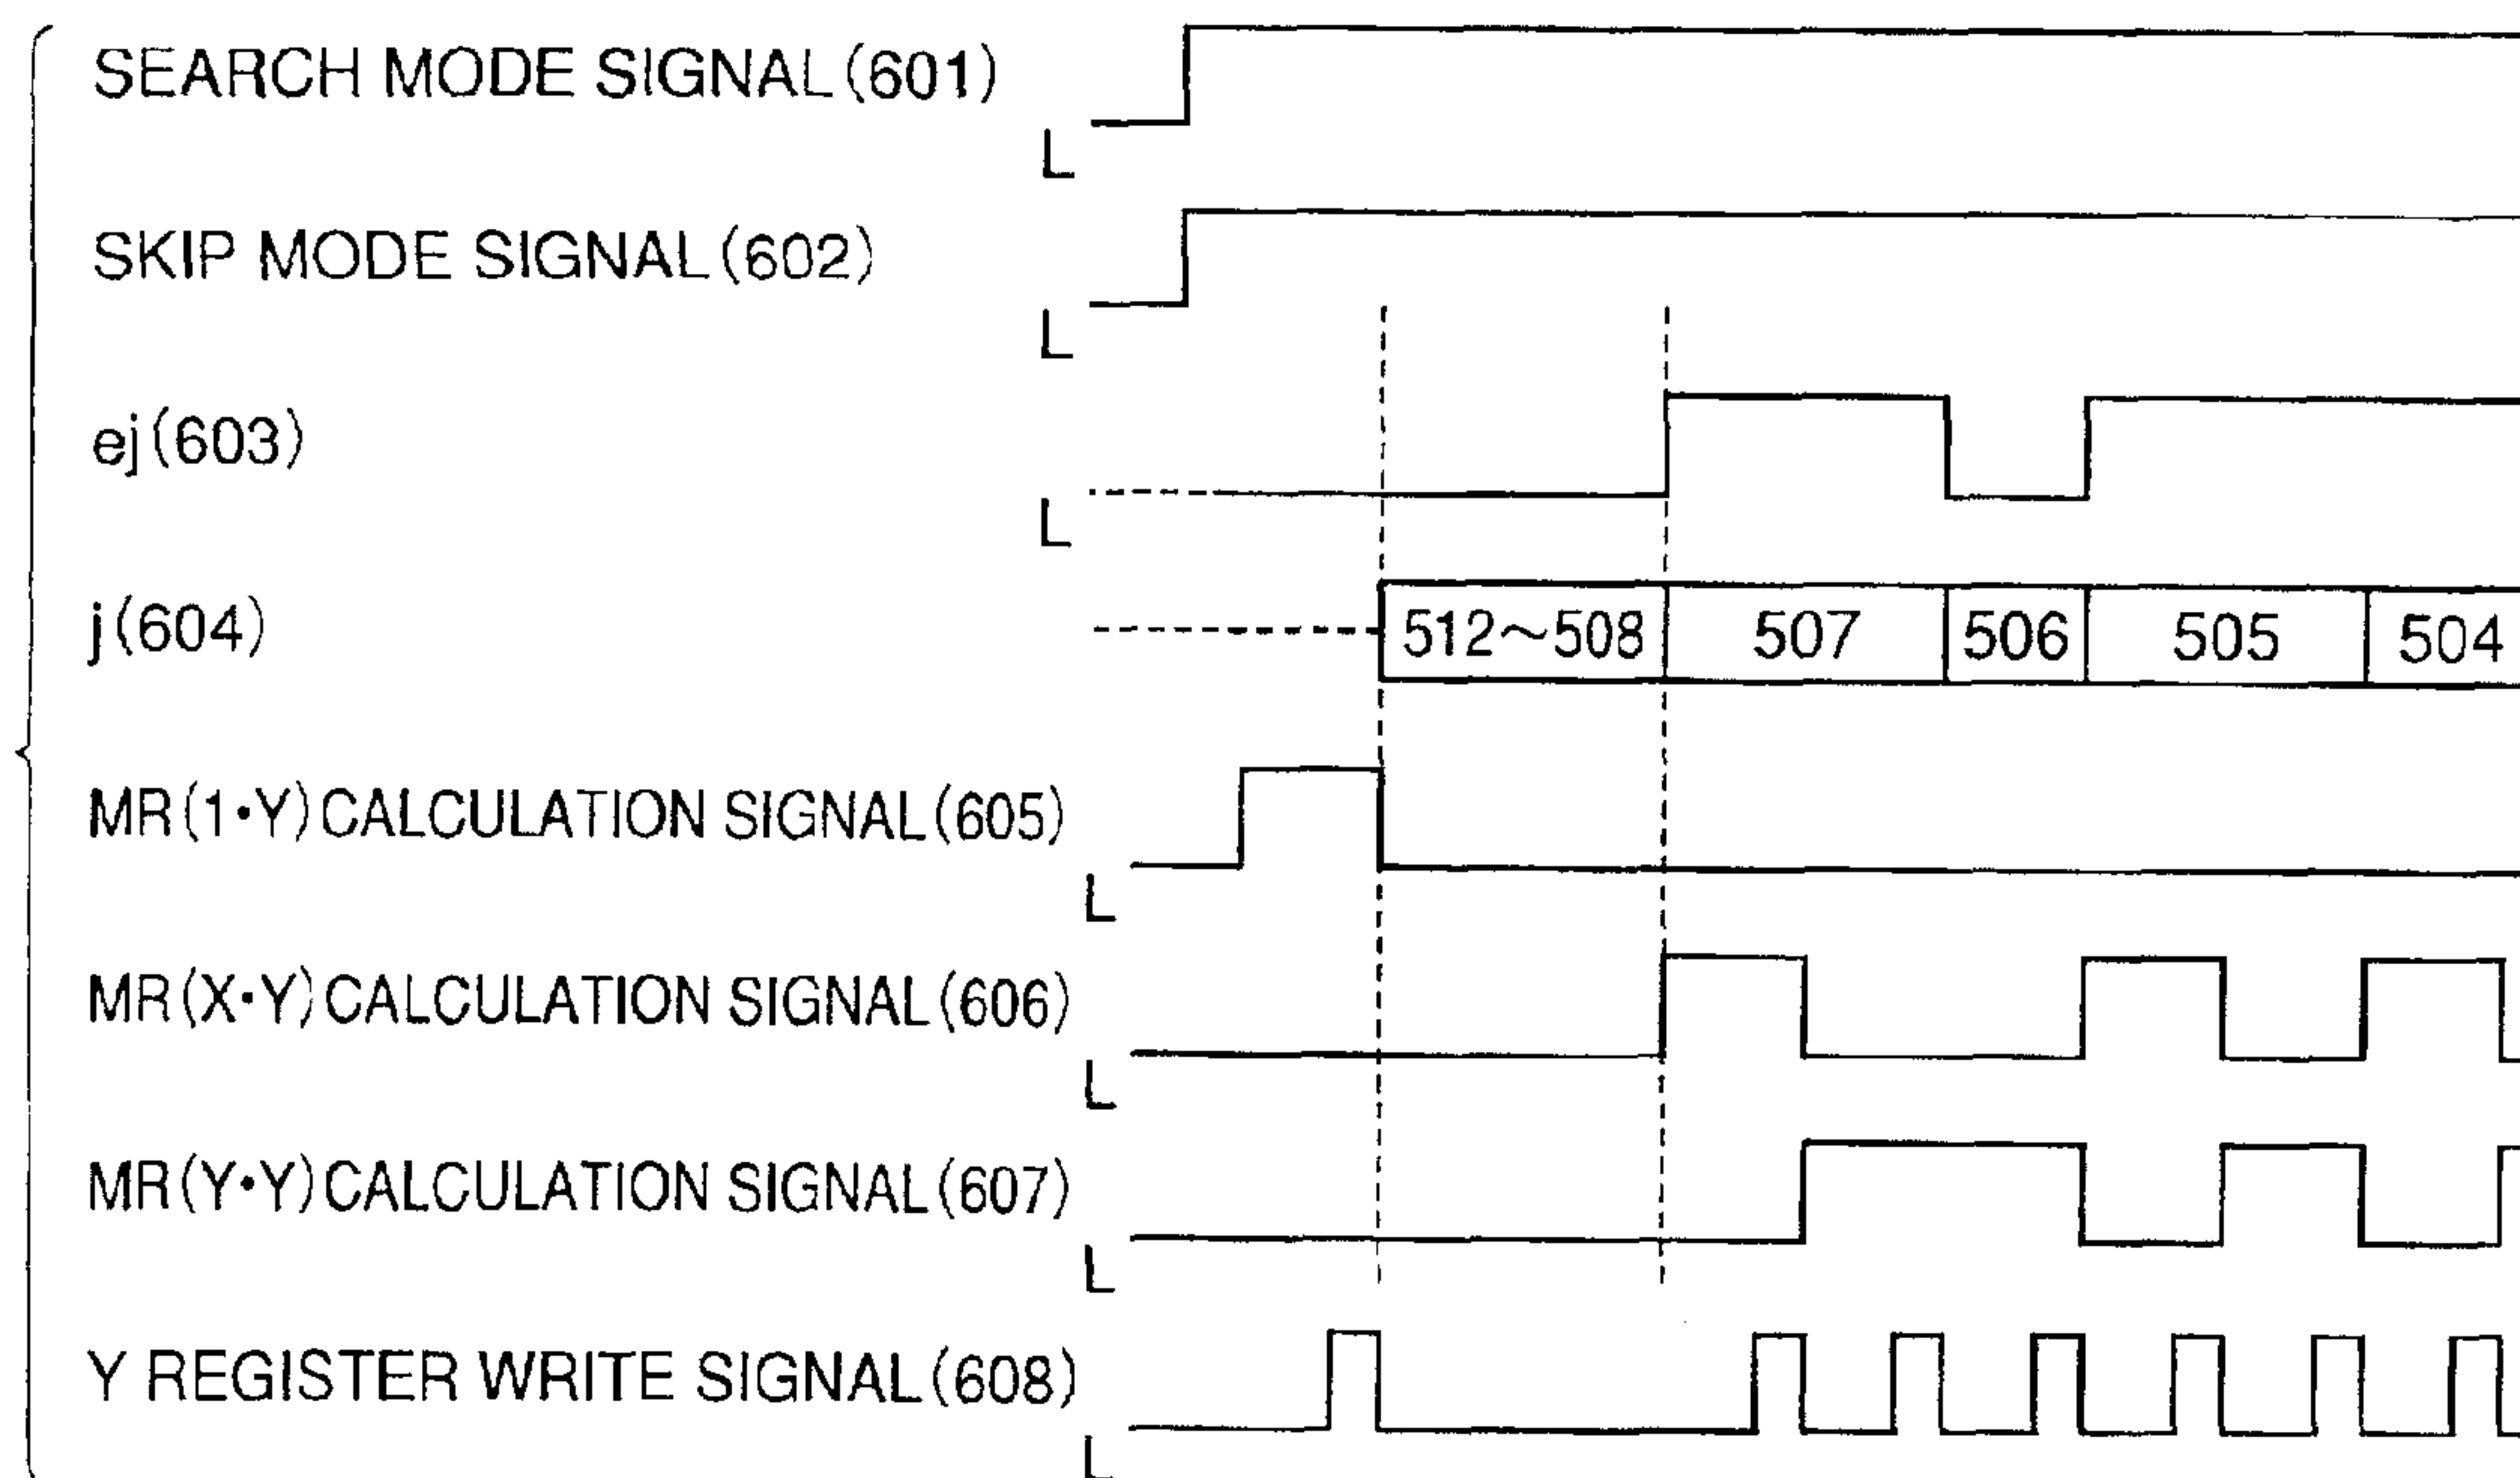 SEARCH MODE SIGNAL(601)
L
SKIP MODE SIGNAL(602)
L
ej(603)
L
j(604)
512～508 507 506 505 504
MR(1•Y)CALCULATION SIGNAL(605)
L
MR(X•Y)CALCULATION SIGNAL(606)
L
MR(Y•Y)CALCULATION SIGNAL(607)
L
Y REGISTER WRITE SIGNAL(608)
L